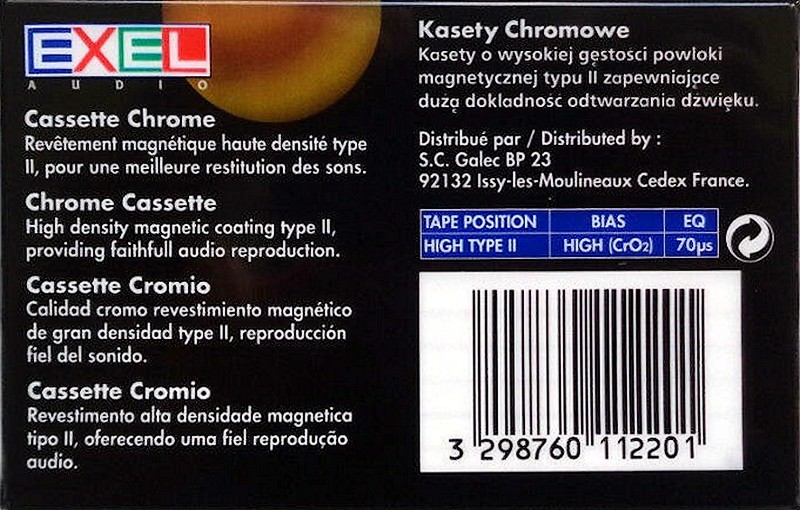 EXEL
AUDIO
Cassette Chrome
Revêtement magnétique haute densité type
II, pour une meilleure restitution des sons.
Chrome Cassette
High density magnetic coating type II,
providing faithfull audio reproduction.
Cassette Cromio
Calidad cromo revestimiento magnético
de gran densidad type II, reproducción
fiel del sonido.
Cassette Cromio
Revestimento alta densidade magnetica
tipo II, oferecendo uma fiel reprodução
audio.
Kasety Chromowe
Kasety o wysokiej gęstosci powłoki
magnetycznej typu II zapewniające
dużą dokladność odtwarzania dźwięku.
Distribué par / Distributed by :
S.C. Galec BP 23
92132 Issy-les-Moulineaux Cedex France.
TAPE POSITION BIAS EQ
HIGH TYPE II HIGH (CrO2) 70µs
3 298760 112201